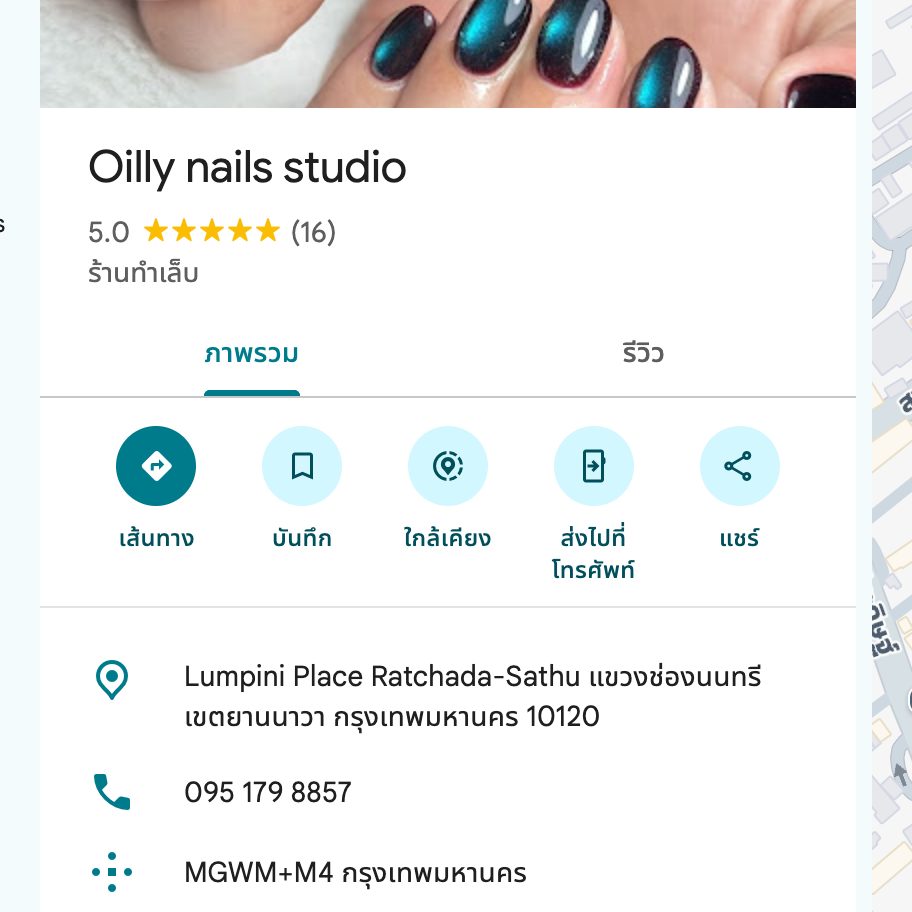 Oilly nails studio
5.0 (16)
ร้านทำเล็บ
ภาพรวม รีวิว
เส้นทาง บันทึก ใกล้เคียง ส่งไปที่ แชร์
โทรศัพท์
Lumpini Place Ratchada-Sathu แขวงช่องนนทรี
เขตยานนาวา กรุงเทพมหานคร 10120
095 179 8857
MGWM+M4 กรุงเทพมหานคร